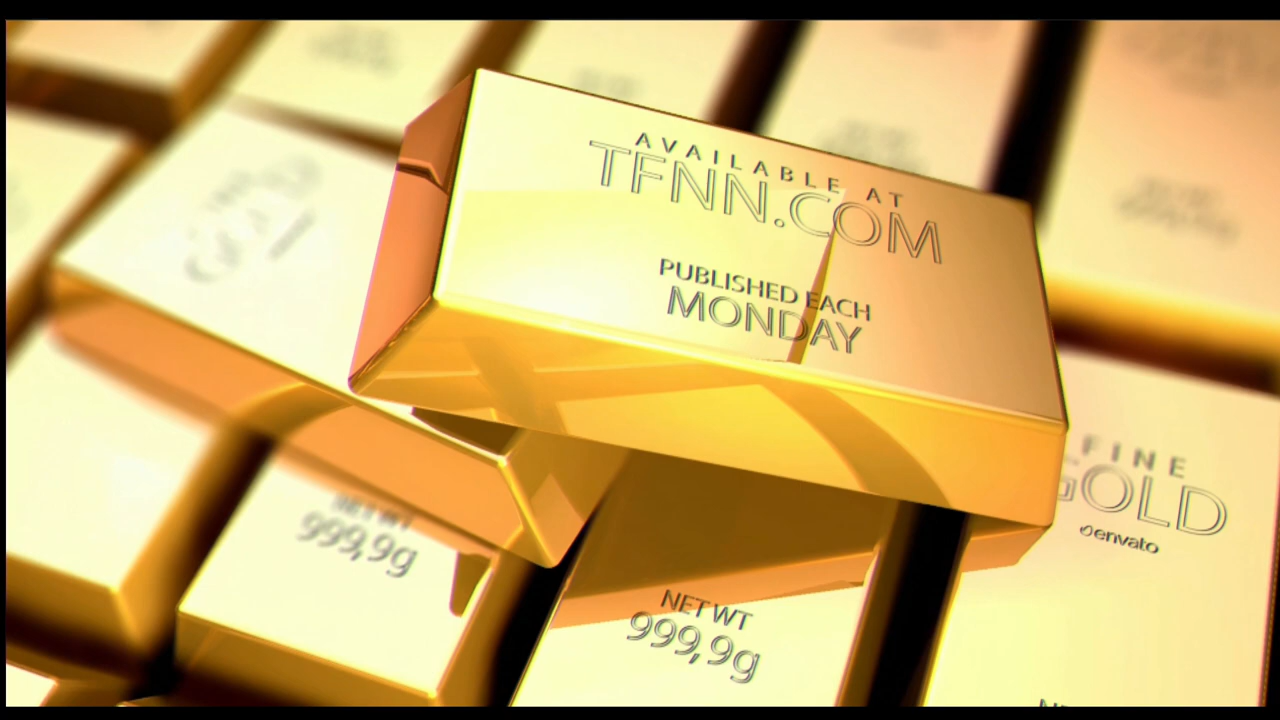 AVAILABLE AT
TFNN.COM
PUBLISHED EACH
MONDAY
FINE
GOLD
envato
NET WT
999,9g
NET WT
999,9g